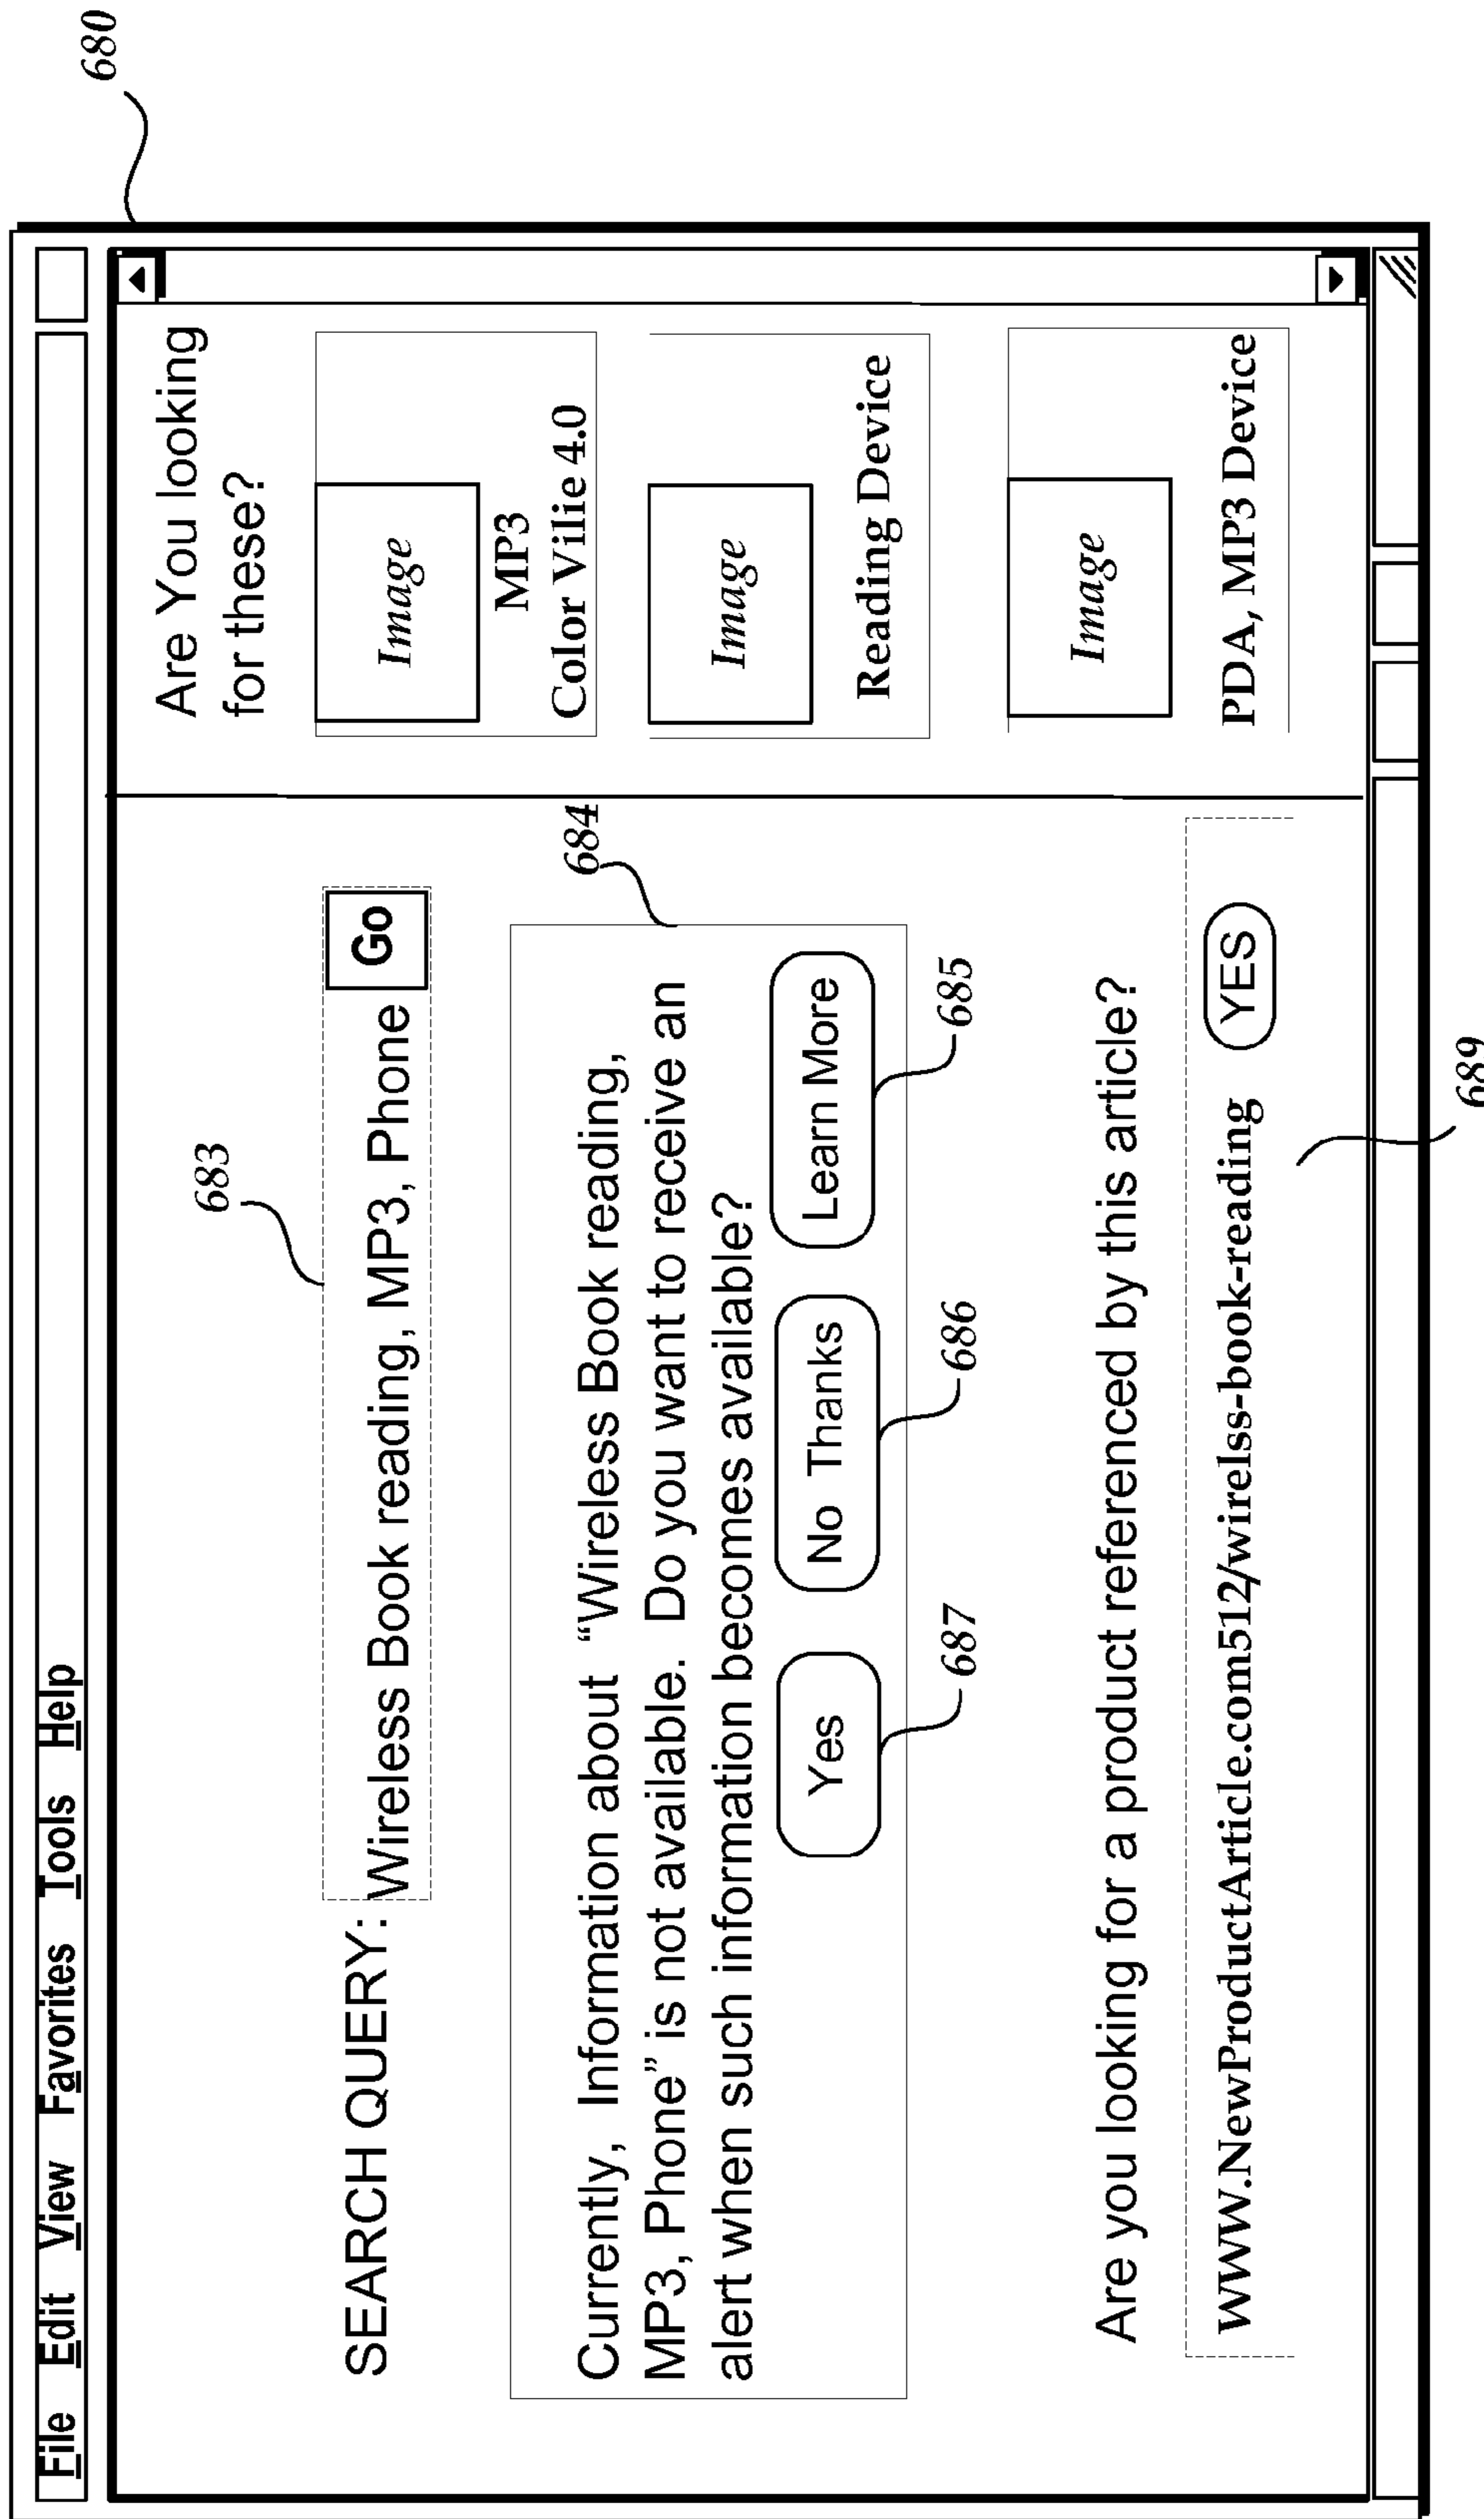 680
File Edit View Favorites Tools Help
683
SEARCH QUERY: Wireless Book reading, MP3, Phone Go
684
Currently, Information about “Wireless Book reading,
MP3, Phone” is not available. Do you want to receive an
alert when such information becomes available?
Yes No Thanks Learn More
687 686 685
Are you looking for a product referenced by this article?
WWW.NewProductArticle.com512/wirelss-book-reading YES
689
Are You looking
for these?
Image
MP3
Color Vilie 4.0
Image
Reading Device
Image
PDA, MP3 Device